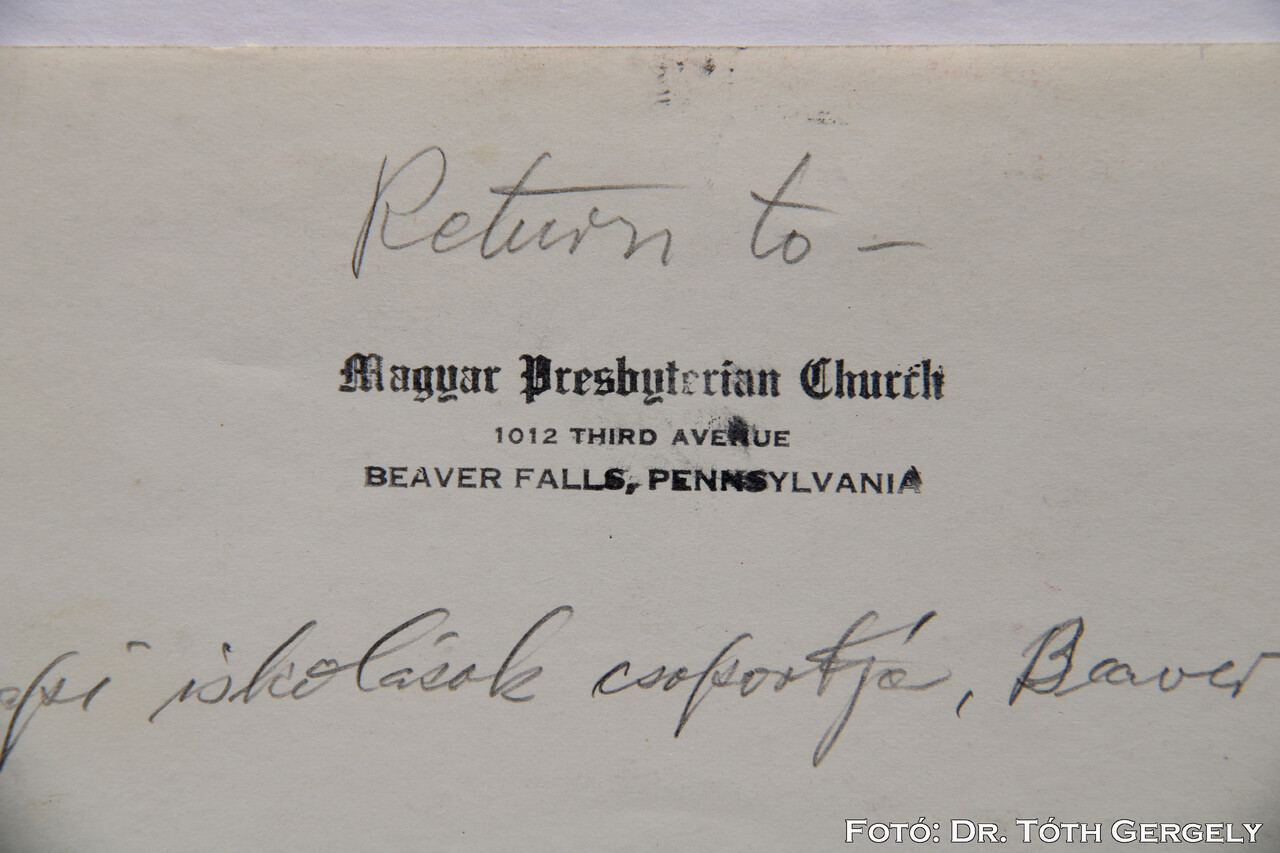 Return to –
Magyar Presbyterian Church
1012 THIRD AVENUE
BEAVER FALLS, PENNSYLVANIA
iskolások csoportja, Beaver
FOTÓ: DR. TÓTH GERGELY